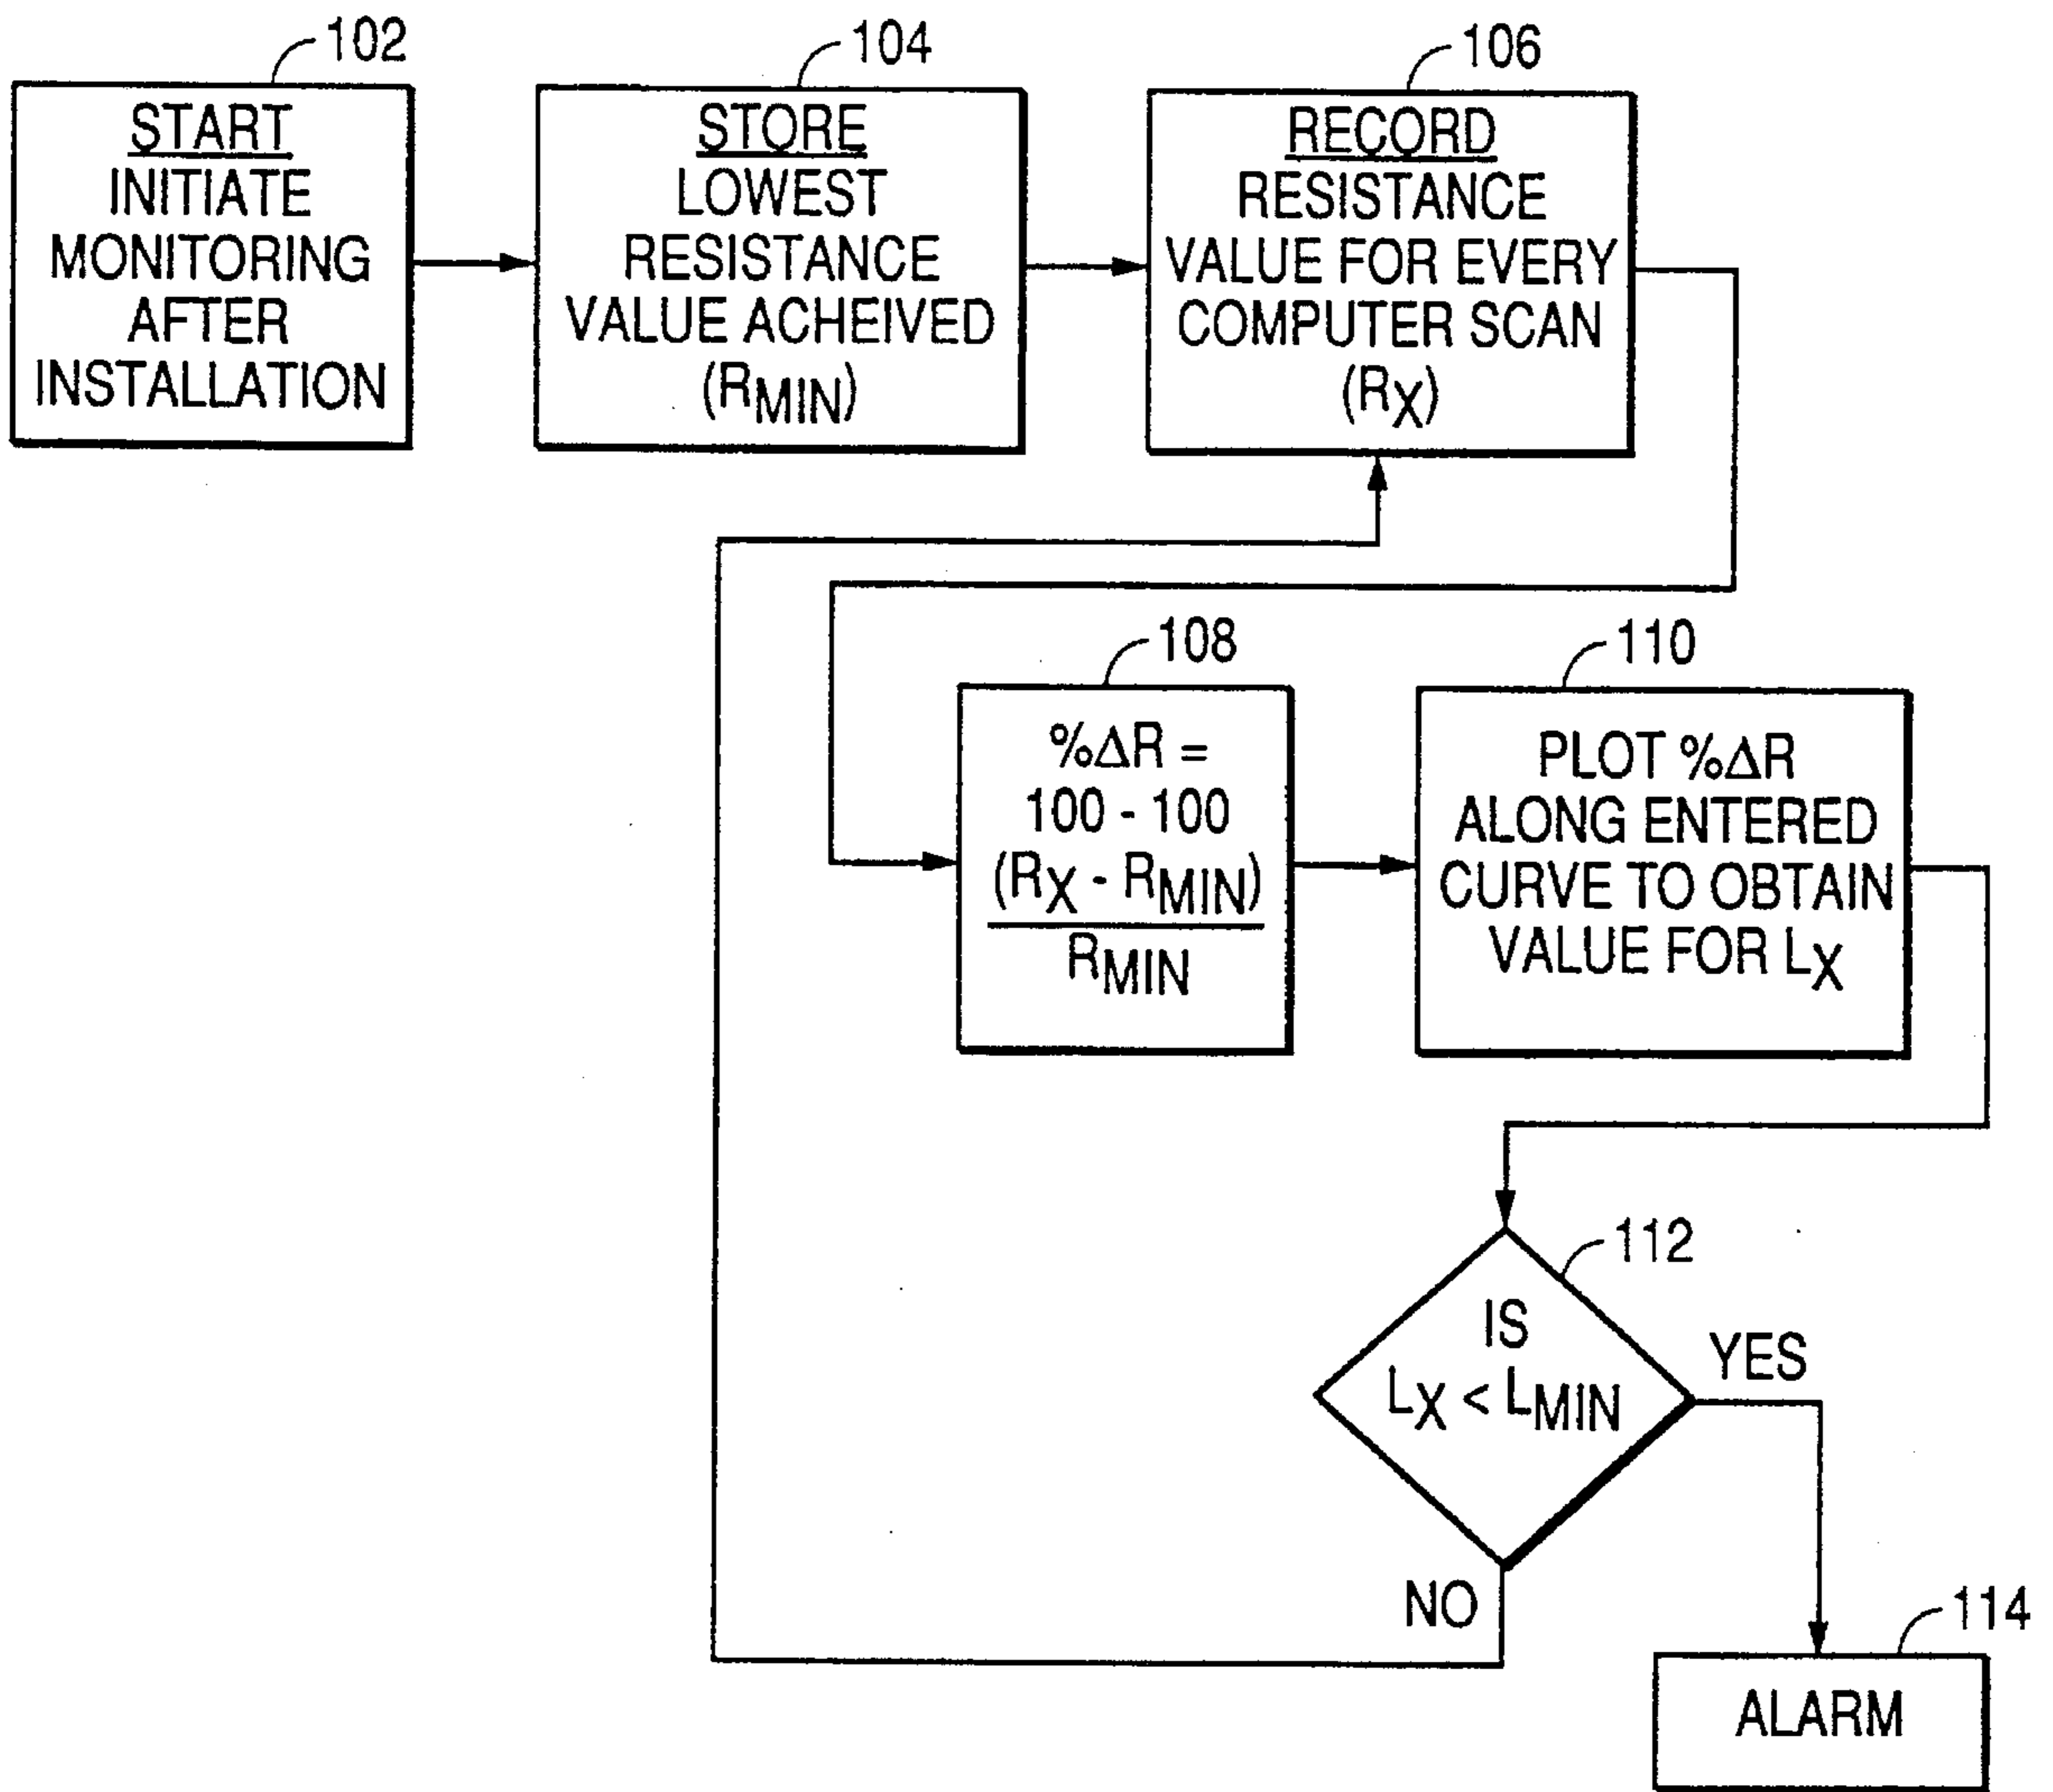 102
START
INITIATE
MONITORING
AFTER
INSTALLATION
104
STORE
LOWEST
RESISTANCE
VALUE ACHEIVED
(RMIN)
106
RECORD
RESISTANCE
VALUE FOR EVERY
COMPUTER SCAN
(RX)
108
%ΔR =
100 - 100
(RX - RMIN)
RMIN
110
PLOT %ΔR
ALONG ENTERED
CURVE TO OBTAIN
VALUE FOR LX
112
IS
LX < LMIN
YES
NO
114
ALARM